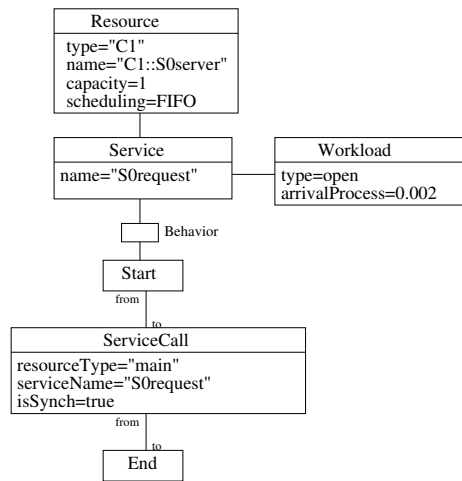 Resource
type="C1"
name="C1::S0server"
capacity=1
scheduling=FIFO
Service
name="S0request"
Workload
type=open
arrivalProcess=0.002
Behavior
Start
from
to
ServiceCall
resourceType="main"
serviceName="S0request"
isSynch=true
from
to
End